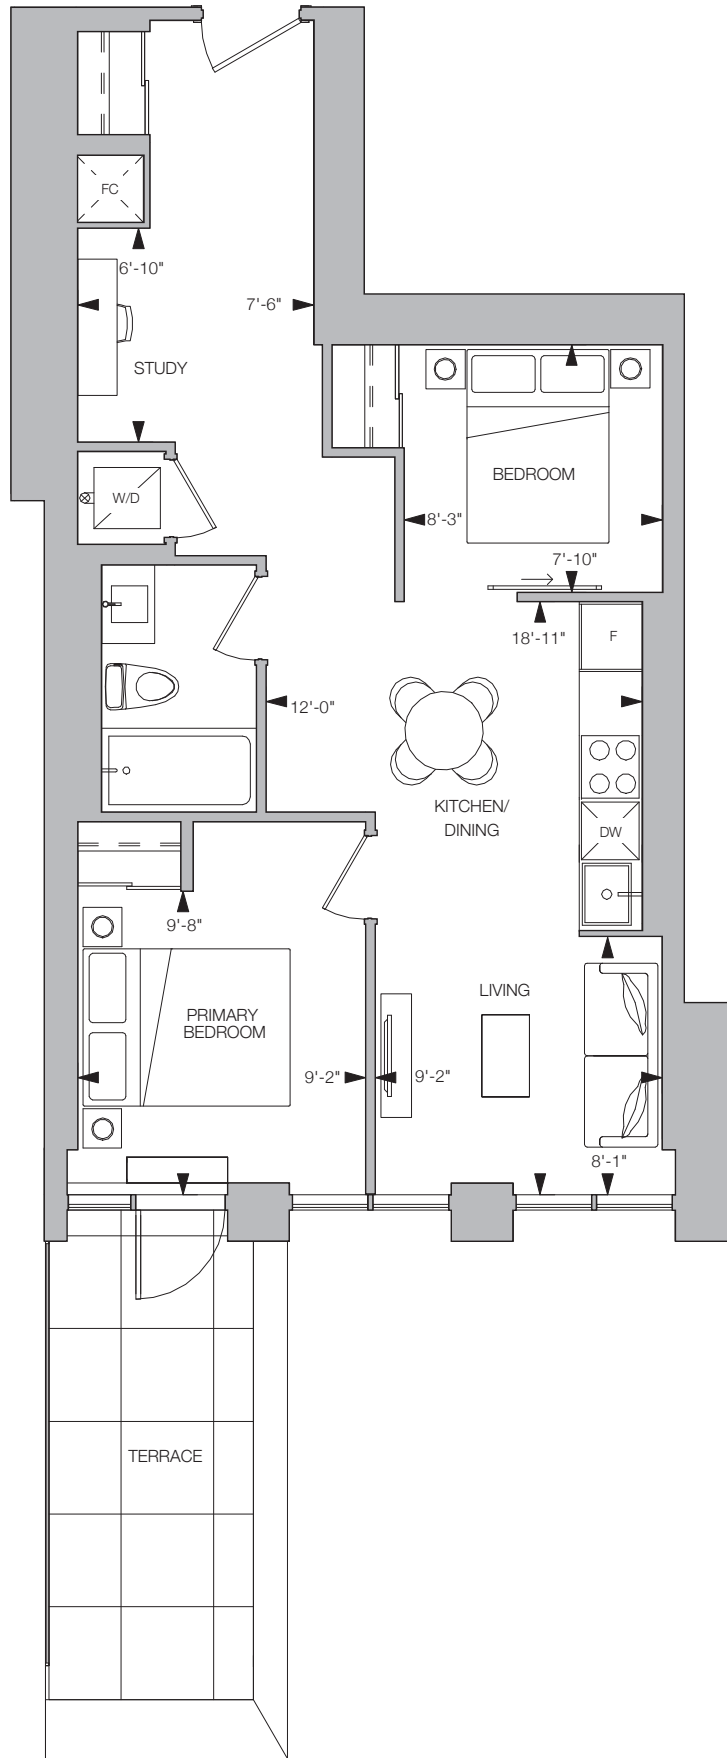 FC
6'-10"
7'-6"
STUDY
BEDROOM
W/D
8'-3"
7'-10"
18'-11"
F
12'-0"
KITCHEN/
DINING
DW
9'-8"
LIVING
PRIMARY
BEDROOM
9'-2"
9'-2"
8'-1"
TERRACE